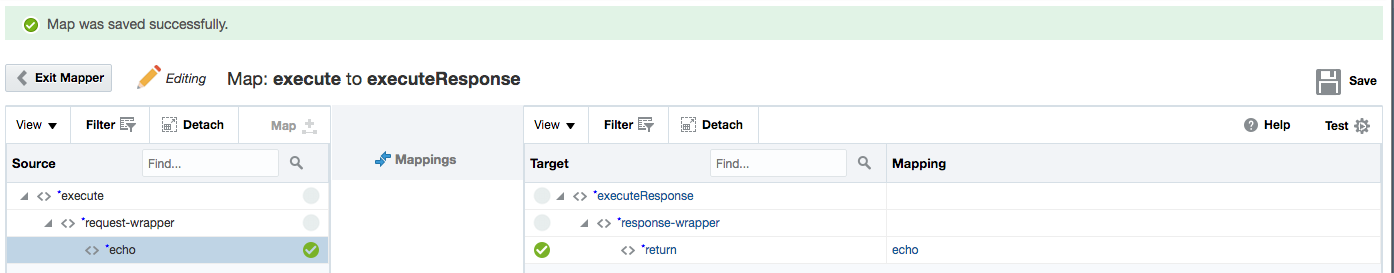 Map was saved successfully.
Exit Mapper Editing Map: execute to executeResponse Save
View Filter Detach Map View Filter Detach Help Test
Source Find... Mappings Target Find... Mapping
*execute *executeResponse
*request-wrapper *response-wrapper
*echo *return echo